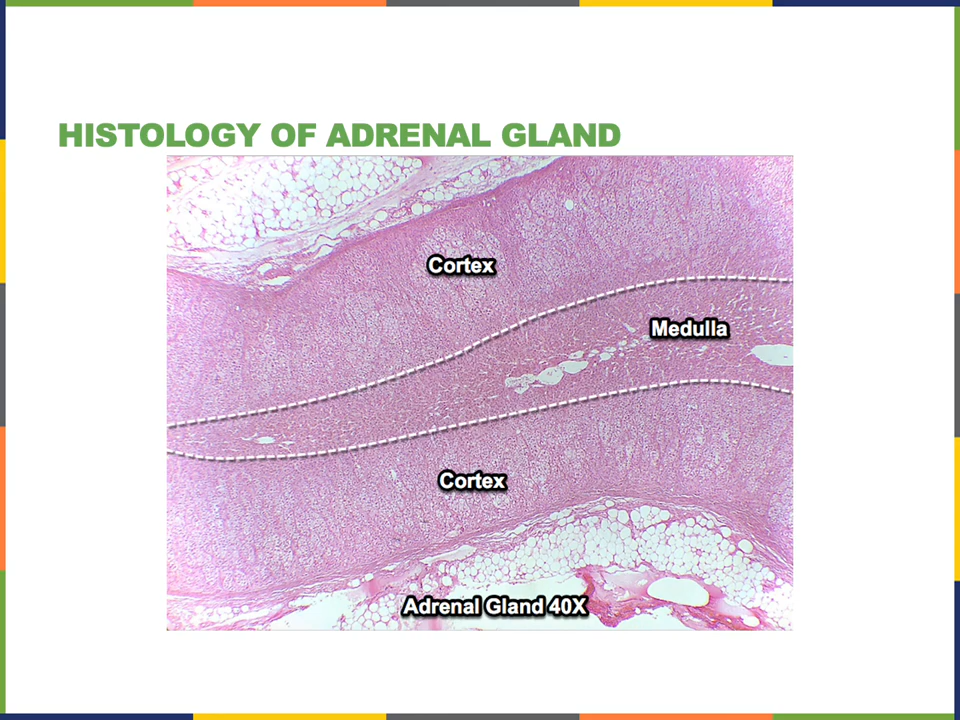 HISTOLOGY OF ADRENAL GLAND
Cortex
Medulla
Cortex
Adrenal Gland 40X